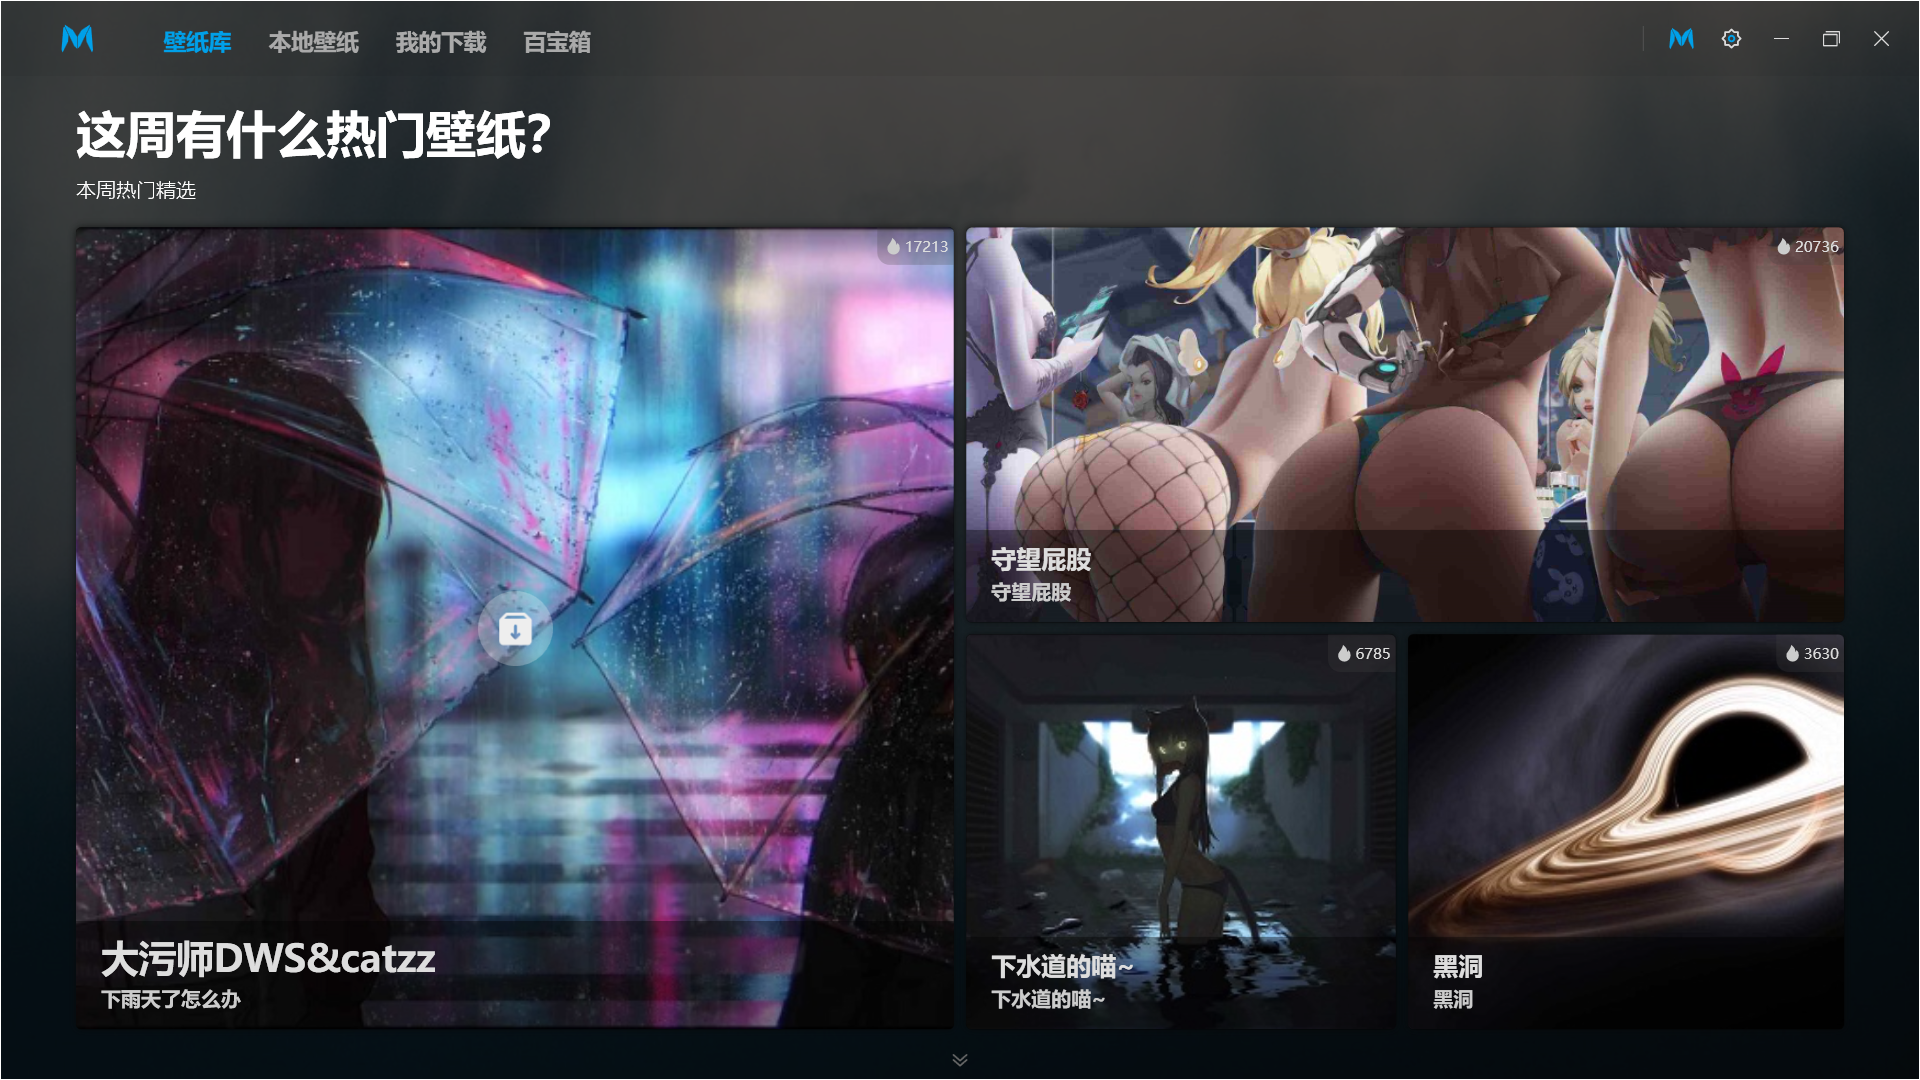 壁纸库
本地壁纸
我的下载
百宝箱
这周有什么热门壁纸?
本周热门精选
17213
大污师DWS&catzz
下雨天了怎么办
20736
守望屁股
守望屁股
6785
下水道的喵~
下水道的喵~
3630
黑洞
黑洞